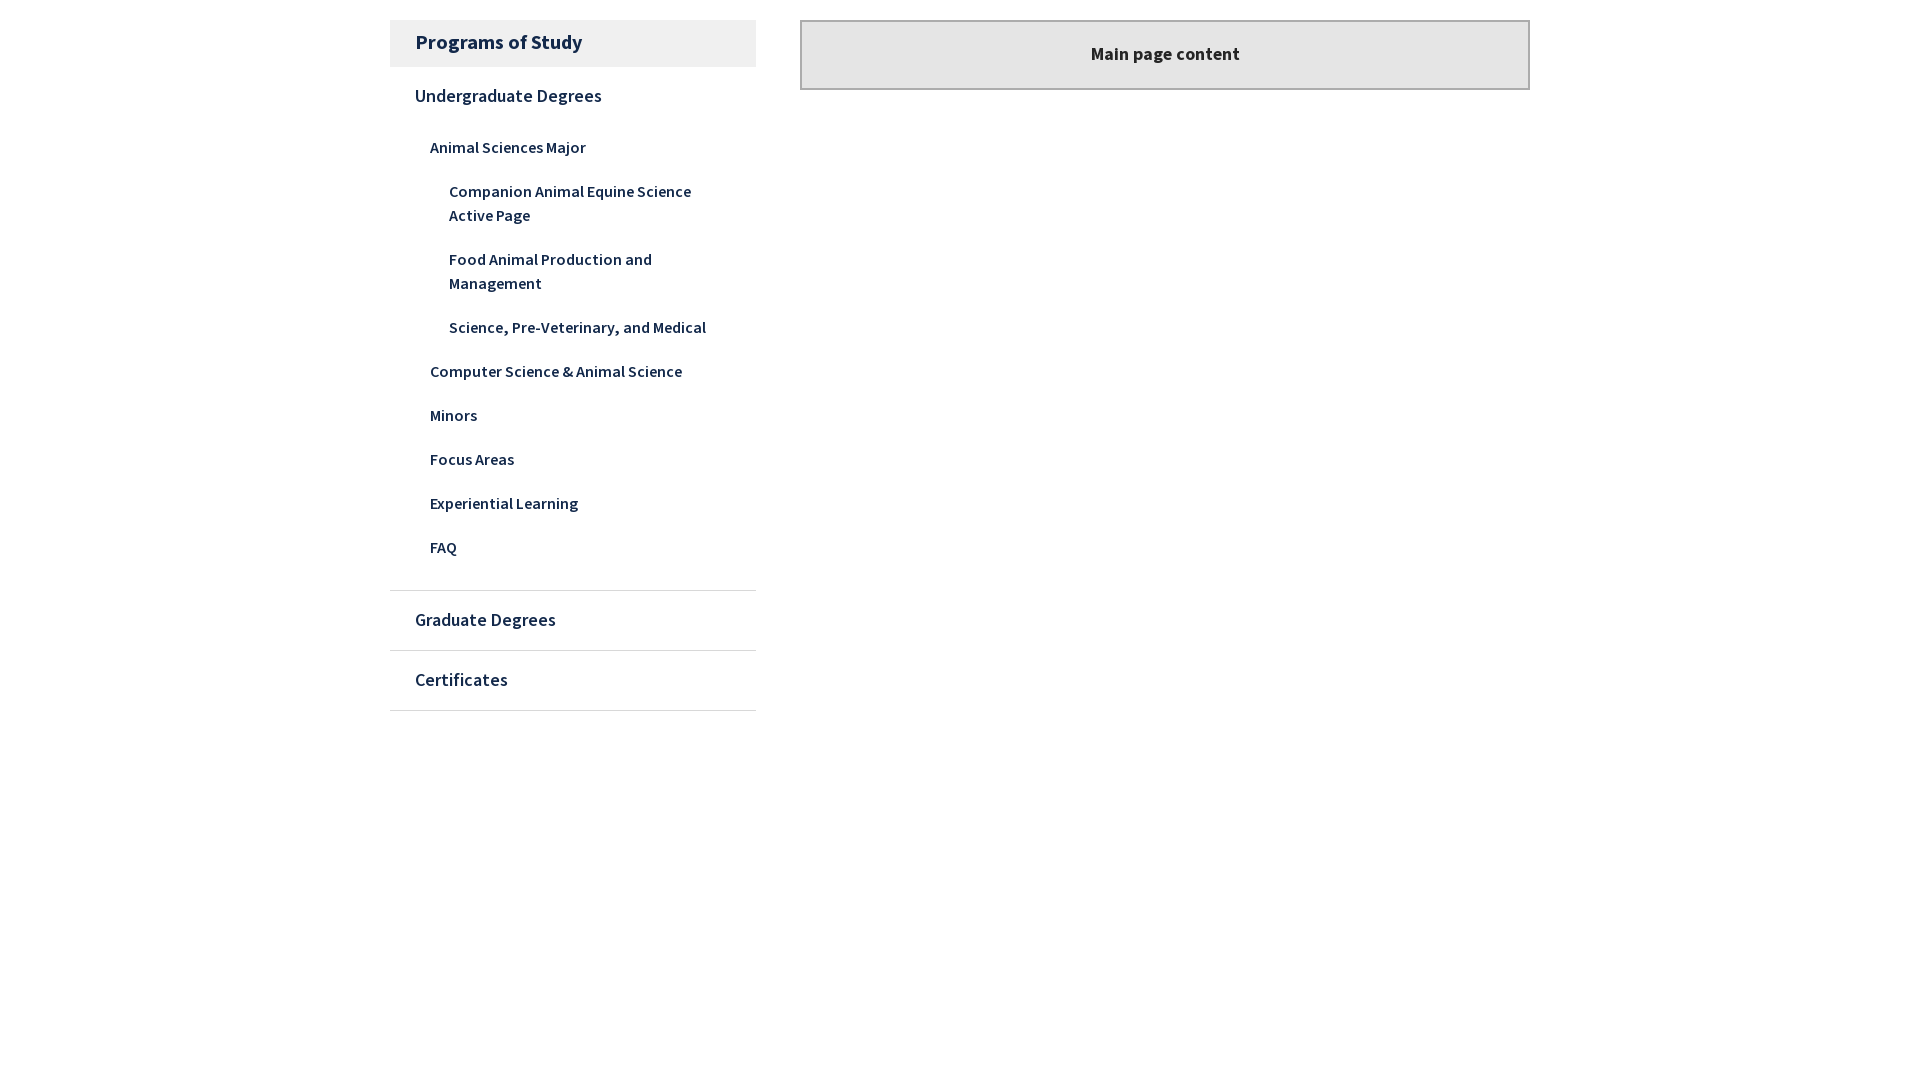 Programs of Study
Undergraduate Degrees
Animal Sciences Major
Companion Animal Equine Science
Active Page
Food Animal Production and
Management
Science, Pre-Veterinary, and Medical
Computer Science & Animal Science
Minors
Focus Areas
Experiential Learning
FAQ
Graduate Degrees
Certificates
Main page content